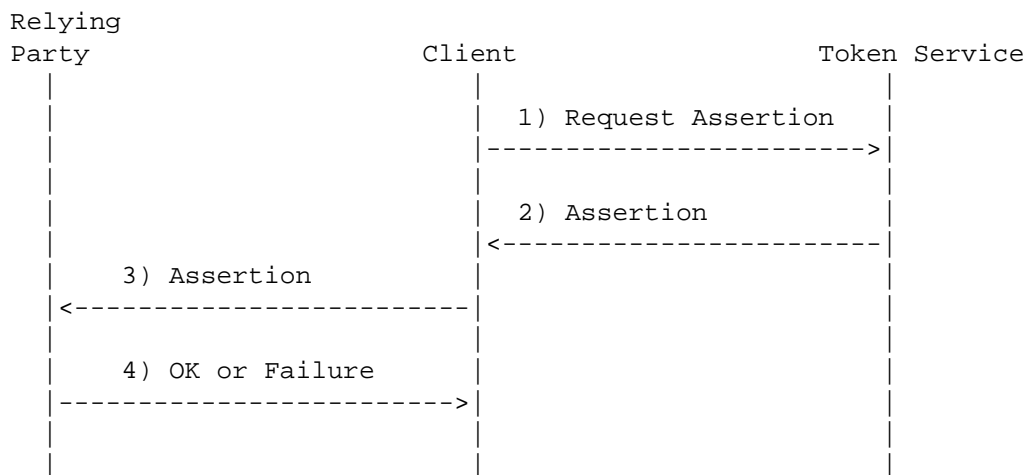 Relying
Party Client Token Service
1) Request Assertion
2) Assertion
3) Assertion
4) OK or Failure